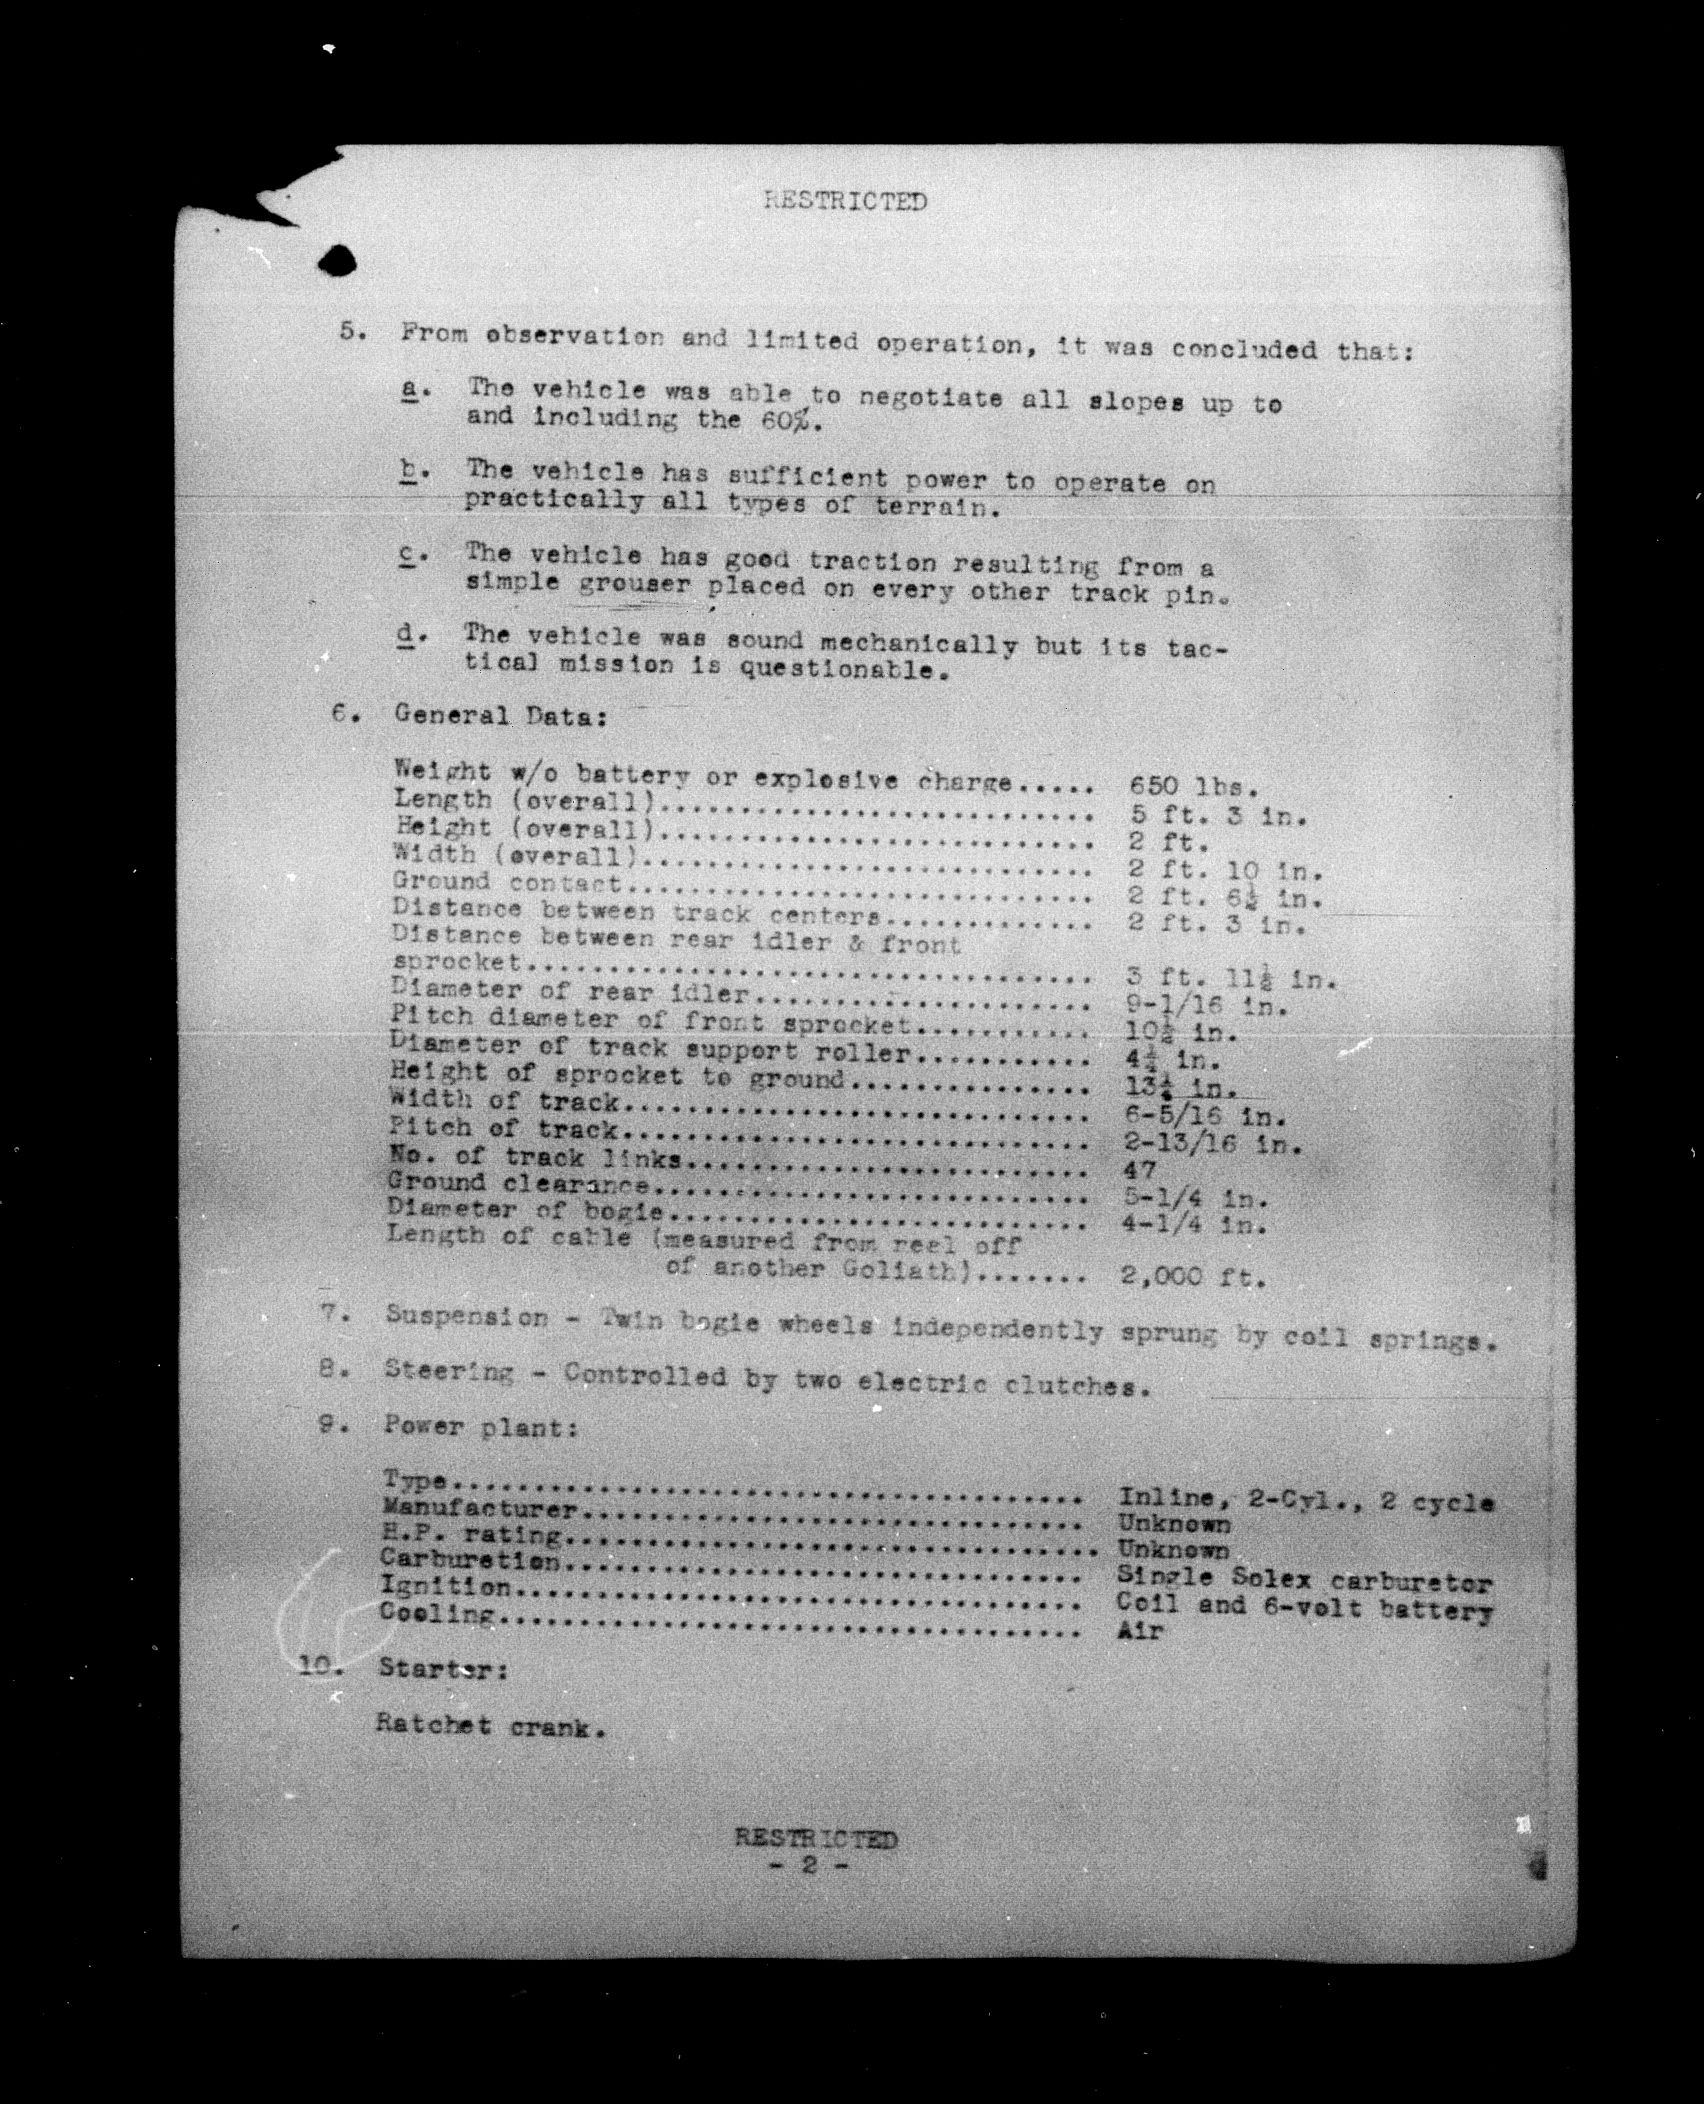 RESTRICTED
5. From observation and limited operation, it was concluded that:
a. The vehicle was able to negotiate all slopes up to
and including the 60%.
b. The vehicle has sufficient power to operate on
practically all types of terrain.
c. The vehicle has good traction resulting from a
simple grouser placed on every other track pin.
d. The vehicle was sound mechanically but its tac-
tical mission is questionable.
6. General Data:
Weight w/o battery or explosive charge..... 650 lbs.
Length (overall)........................... 5 ft. 3 in.
Height (overall)........................... 2 ft.
Width (overall)............................ 2 ft. 10 in.
Ground contact............................. 2 ft. 6½ in.
Distance between track centers............. 2 ft. 3 in.
Distance between rear idler & front
sprocket................................... 3 ft. 11½ in.
Diameter of rear idler..................... 9-1/16 in.
Pitch diameter of front sprocket........... 10½ in.
Diameter of track support roller........... 4¼ in.
Height of sprocket to ground............... 13¼ in.
Width of track............................. 6-5/16 in.
Pitch of track............................. 2-13/16 in.
No. of track links......................... 47
Ground clearance........................... 5-1/4 in.
Diameter of bogie.......................... 4-1/4 in.
Length of cable (measured from reel off
of another Goliath)....... 2,000 ft.
7. Suspension - Twin bogie wheels independently sprung by coil springs.
8. Steering - Controlled by two electric clutches.
9. Power plant:
Type....................................... Inline, 2-Cyl., 2 cycle
Manufacturer............................... Unknown
H.P. rating................................. Unknown
Carburetion................................ Single Solex carburetor
Ignition................................... Coil and 6-volt battery
Cooling.................................... Air
10. Starter:
Ratchet crank.
RESTRICTED
- 2 -